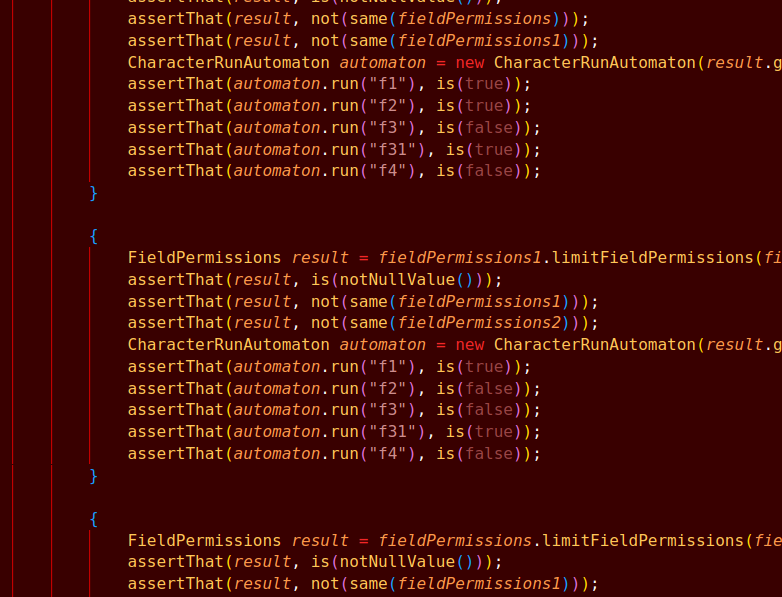 assertThat(result, is(notNullValue()));
assertThat(result, not(same(fieldPermissions)));
assertThat(result, not(same(fieldPermissions1)));
CharacterRunAutomaton automaton = new CharacterRunAutomaton(result.g
assertThat(automaton.run("f1"), is(true));
assertThat(automaton.run("f2"), is(true));
assertThat(automaton.run("f3"), is(false));
assertThat(automaton.run("f31"), is(true));
assertThat(automaton.run("f4"), is(false));
}
{
FieldPermissions result = fieldPermissions1.limitFieldPermissions(fi
assertThat(result, is(notNullValue()));
assertThat(result, not(same(fieldPermissions1)));
assertThat(result, not(same(fieldPermissions2)));
CharacterRunAutomaton automaton = new CharacterRunAutomaton(result.g
assertThat(automaton.run("f1"), is(true));
assertThat(automaton.run("f2"), is(false));
assertThat(automaton.run("f3"), is(false));
assertThat(automaton.run("f31"), is(true));
assertThat(automaton.run("f4"), is(false));
}
{
FieldPermissions result = fieldPermissions.limitFieldPermissions(fie
assertThat(result, is(notNullValue()));
assertThat(result, not(same(fieldPermissions1)));